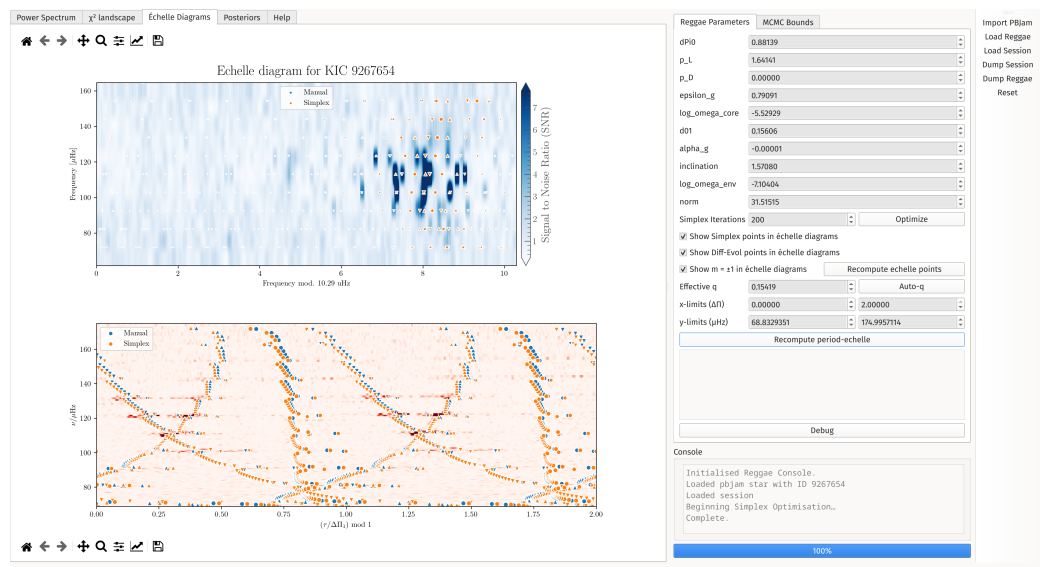 Power Spectrum
χ² landscape
Échelle Diagrams
Posteriors
Help
Echelle diagram for KIC 9267654
Manual
Simplex
160
140
120
100
80
Frequency [μHz]
0 2 4 6 8 10
Frequency mod. 10.29 uHz
7
6
5
4
3
2
1
Signal to Noise Ratio (SNR)
Manual
Simplex
160
140
120
100
80
ν/μHz
0.00 0.25 0.50 0.75 1.00 1.25 1.50 1.75 2.00
(τ/ΔΠ₁) mod 1
Reggae Parameters
MCMC Bounds
dPi0 0.88139
p_L 1.64141
p_D 0.00000
epsilon_g 0.79091
log_omega_core -5.52929
d01 0.15606
alpha_g -0.00001
inclination 1.57080
log_omega_env -7.10404
norm 31.51515
Simplex Iterations 200 Optimize
Show Simplex points in échelle diagrams
Show Diff-Evol points in échelle diagrams
Show m = ±1 in échelle diagrams Recompute echelle points
Effective q 0.15419 Auto-q
x-limits (ΔΠ) 0.00000 2.00000
y-limits (μHz) 68.8329351 174.9957114
Recompute period-echelle
Debug
Console
Initialised Reggae Console.
Loaded pbjam star with ID 9267654
Loaded session
Beginning Simplex Optimisation…
Complete.
100%
Import PBJam
Load Reggae
Load Session
Dump Session
Dump Reggae
Reset